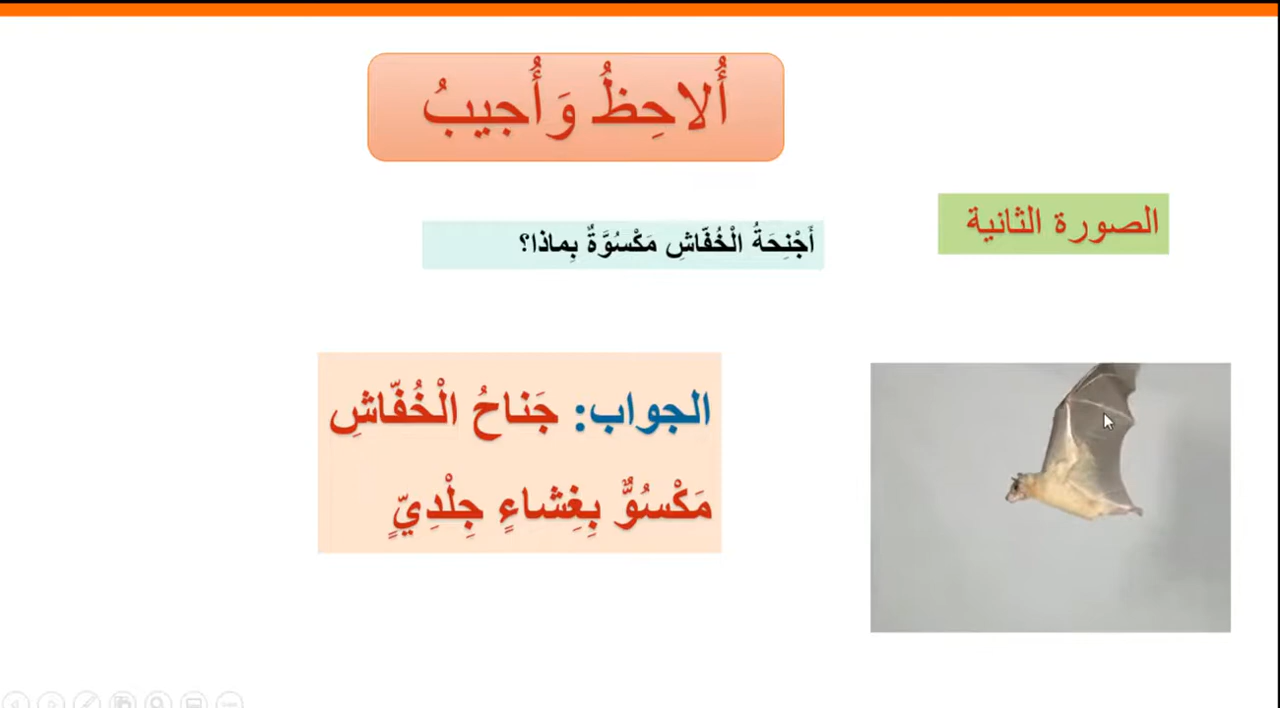 أُلاحِظُ وَأُجيبُ
الصورة الثانية
أَجْنِحَةُ الْخُفّاشِ مَكْسُوَّةٌ بِماذا؟
الجواب: جَناحُ الْخُفّاشِ
مَكْسُوٌّ بِغِشاءٍ جِلْدِيٍّ